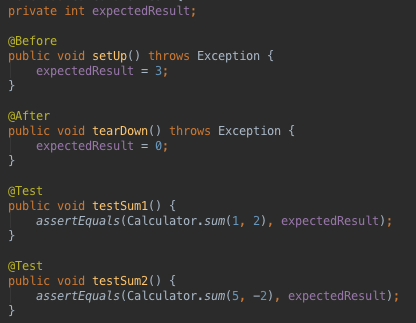 private int expectedResult;
@Before
public void setUp() throws Exception {
expectedResult = 3;
}
@After
public void tearDown() throws Exception {
expectedResult = 0;
}
@Test
public void testSum1() {
assertEquals(Calculator.sum(1, 2), expectedResult);
}
@Test
public void testSum2() {
assertEquals(Calculator.sum(5, -2), expectedResult);
}